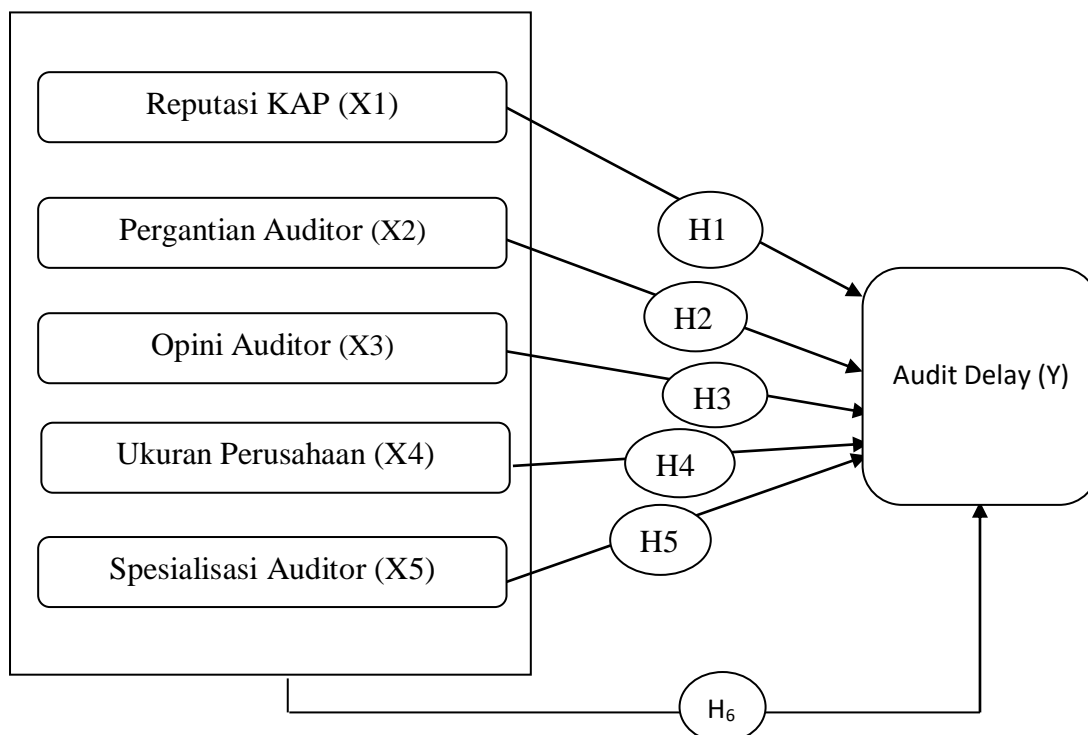 Reputasi KAP (X1)
Pergantian Auditor (X2)
Opini Auditor (X3)
Ukuran Perusahaan (X4)
Spesialisasi Auditor (X5)
H1
H2
H3
H4
H5
Audit Delay (Y)
H₆